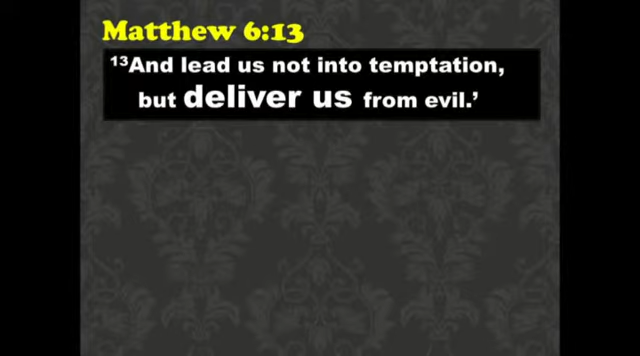 Matthew 6:13
¹³And lead us not into temptation,
but deliver us from evil.’